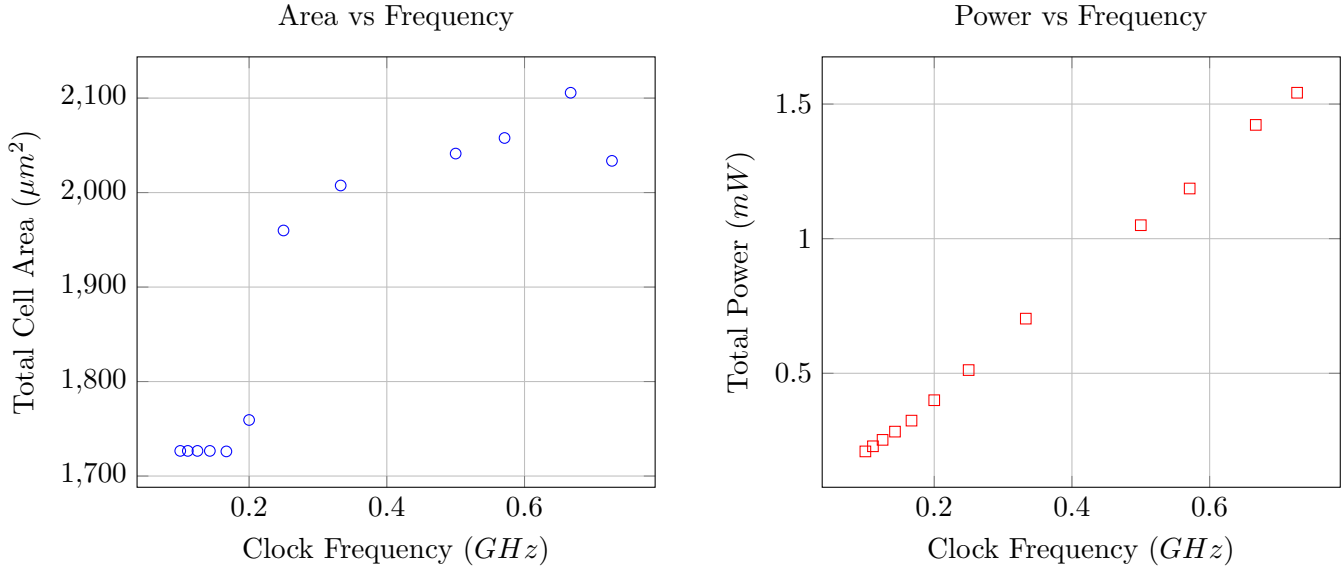 Area vs Frequency
2,100
2,000
1,900
1,800
1,700
0.2 0.4 0.6
Total Cell Area (μm²)
Clock Frequency (GHz)
Power vs Frequency
1.5
1
0.5
0.2 0.4 0.6
Total Power (mW)
Clock Frequency (GHz)